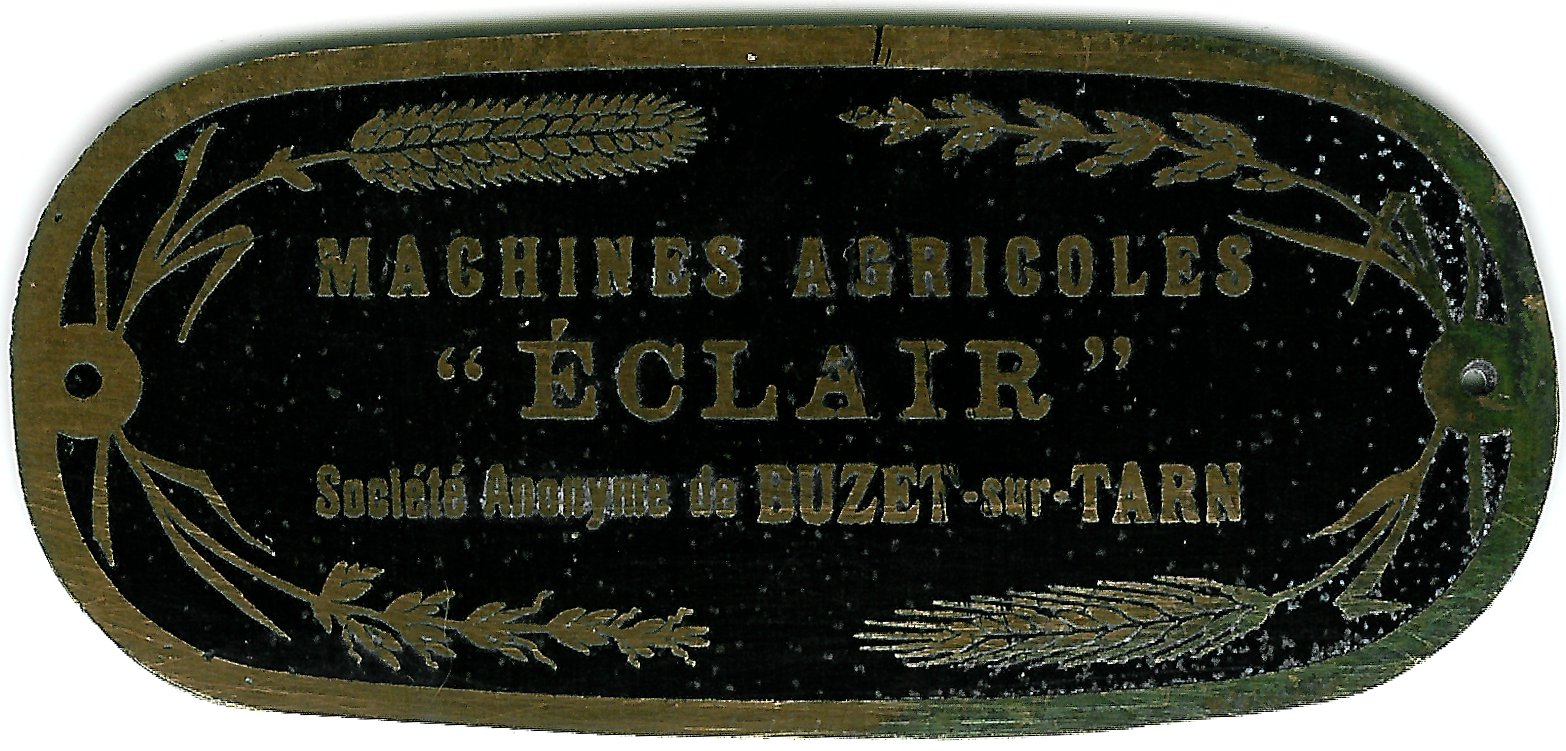 MACHINES AGRICOLES
“ÉCLAIR”
Société Anonyme de BUZET-sur-TARN